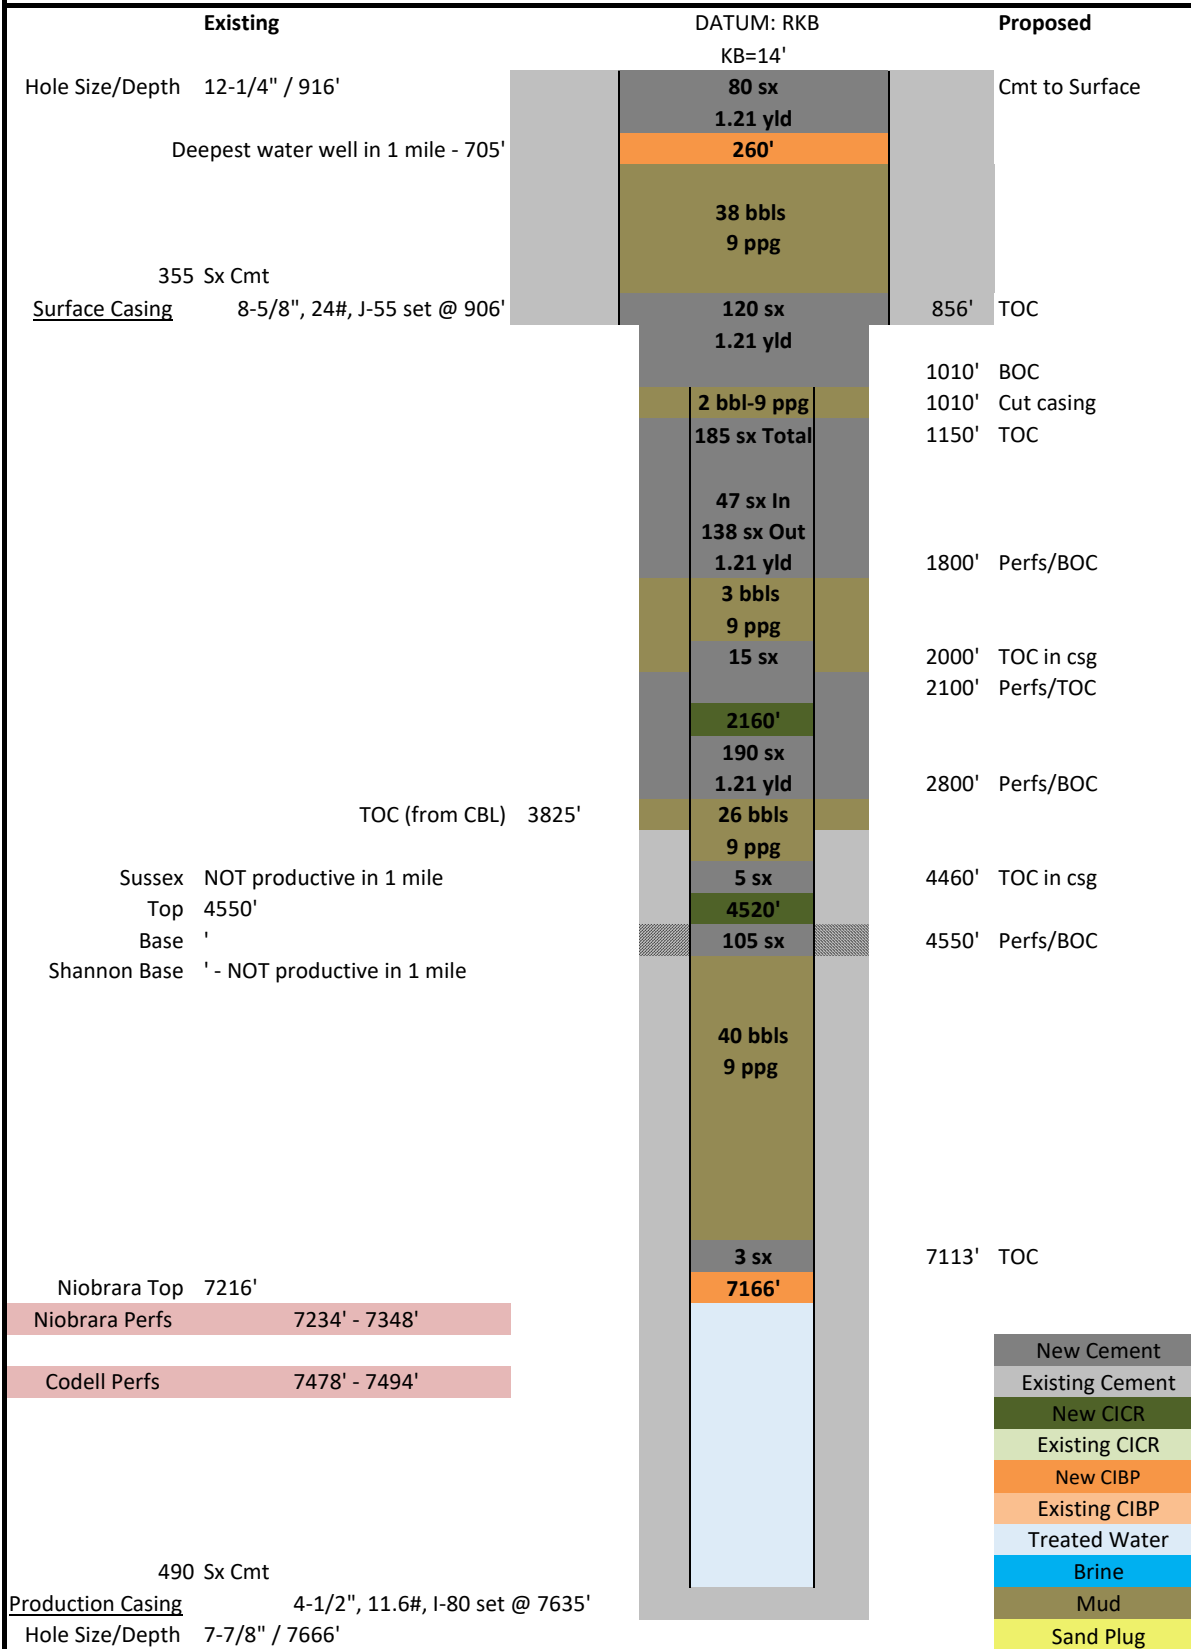 Existing DATUM: RKB Proposed
KB=14'
Hole Size/Depth 12-1/4" / 916' 80 sx Cmt to Surface
1.21 yld
Deepest water well in 1 mile - 705' 260'
38 bbls
9 ppg
355 Sx Cmt
Surface Casing 8-5/8", 24#, J-55 set @ 906' 120 sx 856' TOC
1.21 yld
1010' BOC
2 bbl-9 ppg 1010' Cut casing
185 sx Total 1150' TOC
47 sx In
138 sx Out
1.21 yld 1800' Perfs/BOC
3 bbls
9 ppg
15 sx 2000' TOC in csg
2100' Perfs/TOC
2160'
190 sx
1.21 yld 2800' Perfs/BOC
TOC (from CBL) 3825' 26 bbls
9 ppg
Sussex NOT productive in 1 mile 5 sx 4460' TOC in csg
Top 4550' 4520'
Base ' 105 sx 4550' Perfs/BOC
Shannon Base ' - NOT productive in 1 mile
40 bbls
9 ppg
3 sx 7113' TOC
Niobrara Top 7216' 7166'
Niobrara Perfs 7234' - 7348'
New Cement
Codell Perfs 7478' - 7494' Existing Cement
New CICR
Existing CICR
New CIBP
Existing CIBP
Treated Water
490 Sx Cmt Brine
Production Casing 4-1/2", 11.6#, I-80 set @ 7635' Mud
Hole Size/Depth 7-7/8" / 7666' Sand Plug